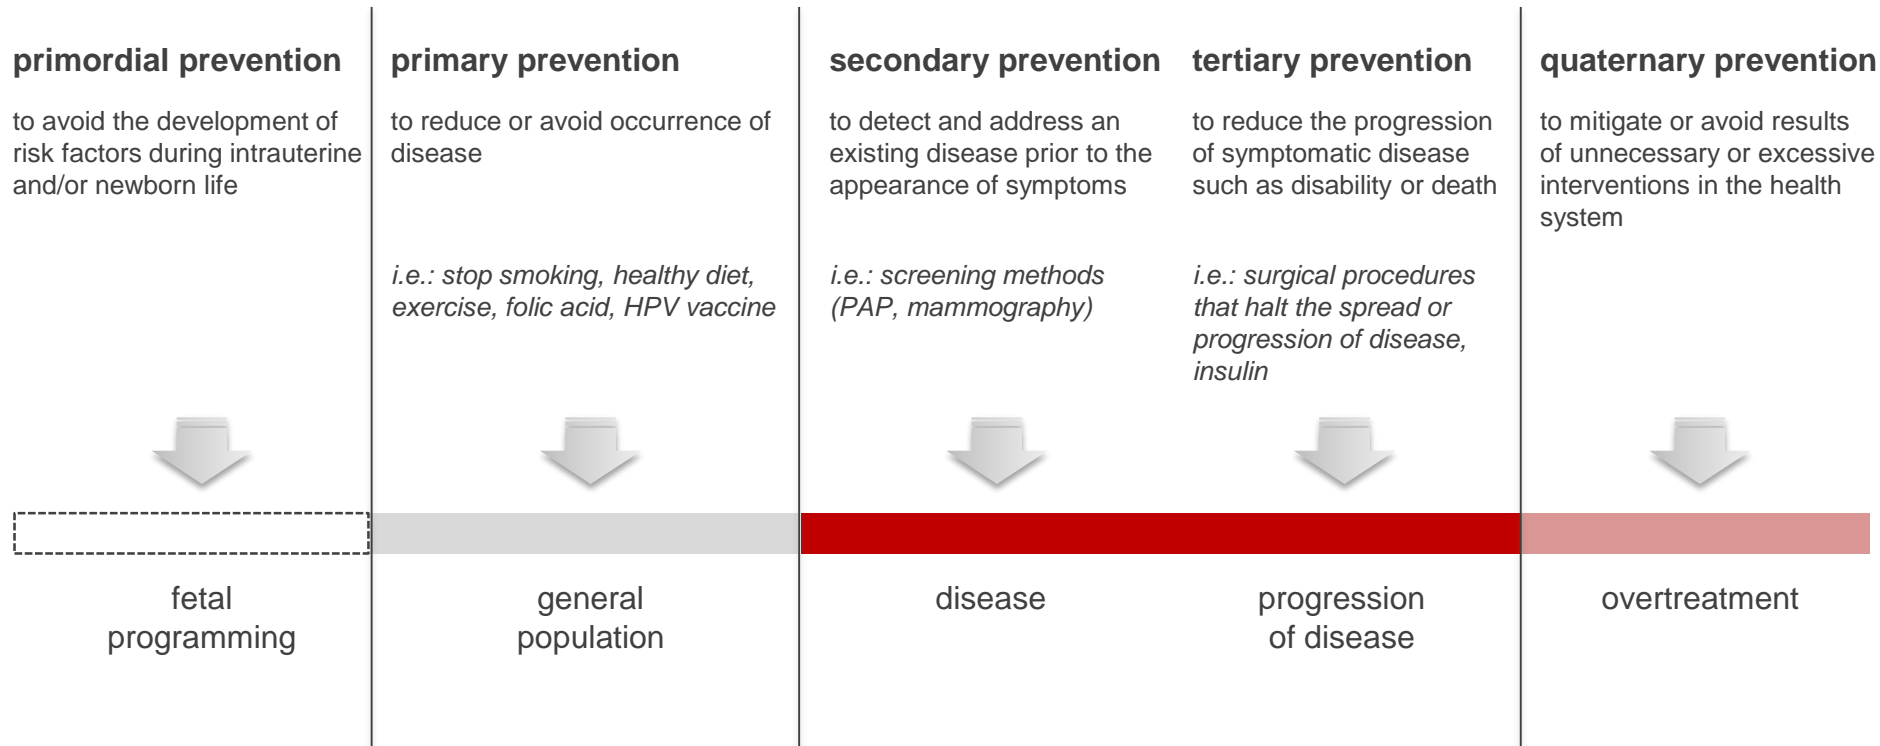 primordial prevention
to avoid the development of
risk factors during intrauterine
and/or newborn life
fetal
programming
primary prevention
to reduce or avoid occurrence of
disease
i.e.: stop smoking, healthy diet,
exercise, folic acid, HPV vaccine
general
population
secondary prevention
to detect and address an
existing disease prior to the
appearance of symptoms
i.e.: screening methods
(PAP, mammography)
disease
tertiary prevention
to reduce the progression
of symptomatic disease
such as disability or death
i.e.: surgical procedures
that halt the spread or
progression of disease,
insulin
progression
of disease
quaternary prevention
to mitigate or avoid results
of unnecessary or excessive
interventions in the health
system
overtreatment